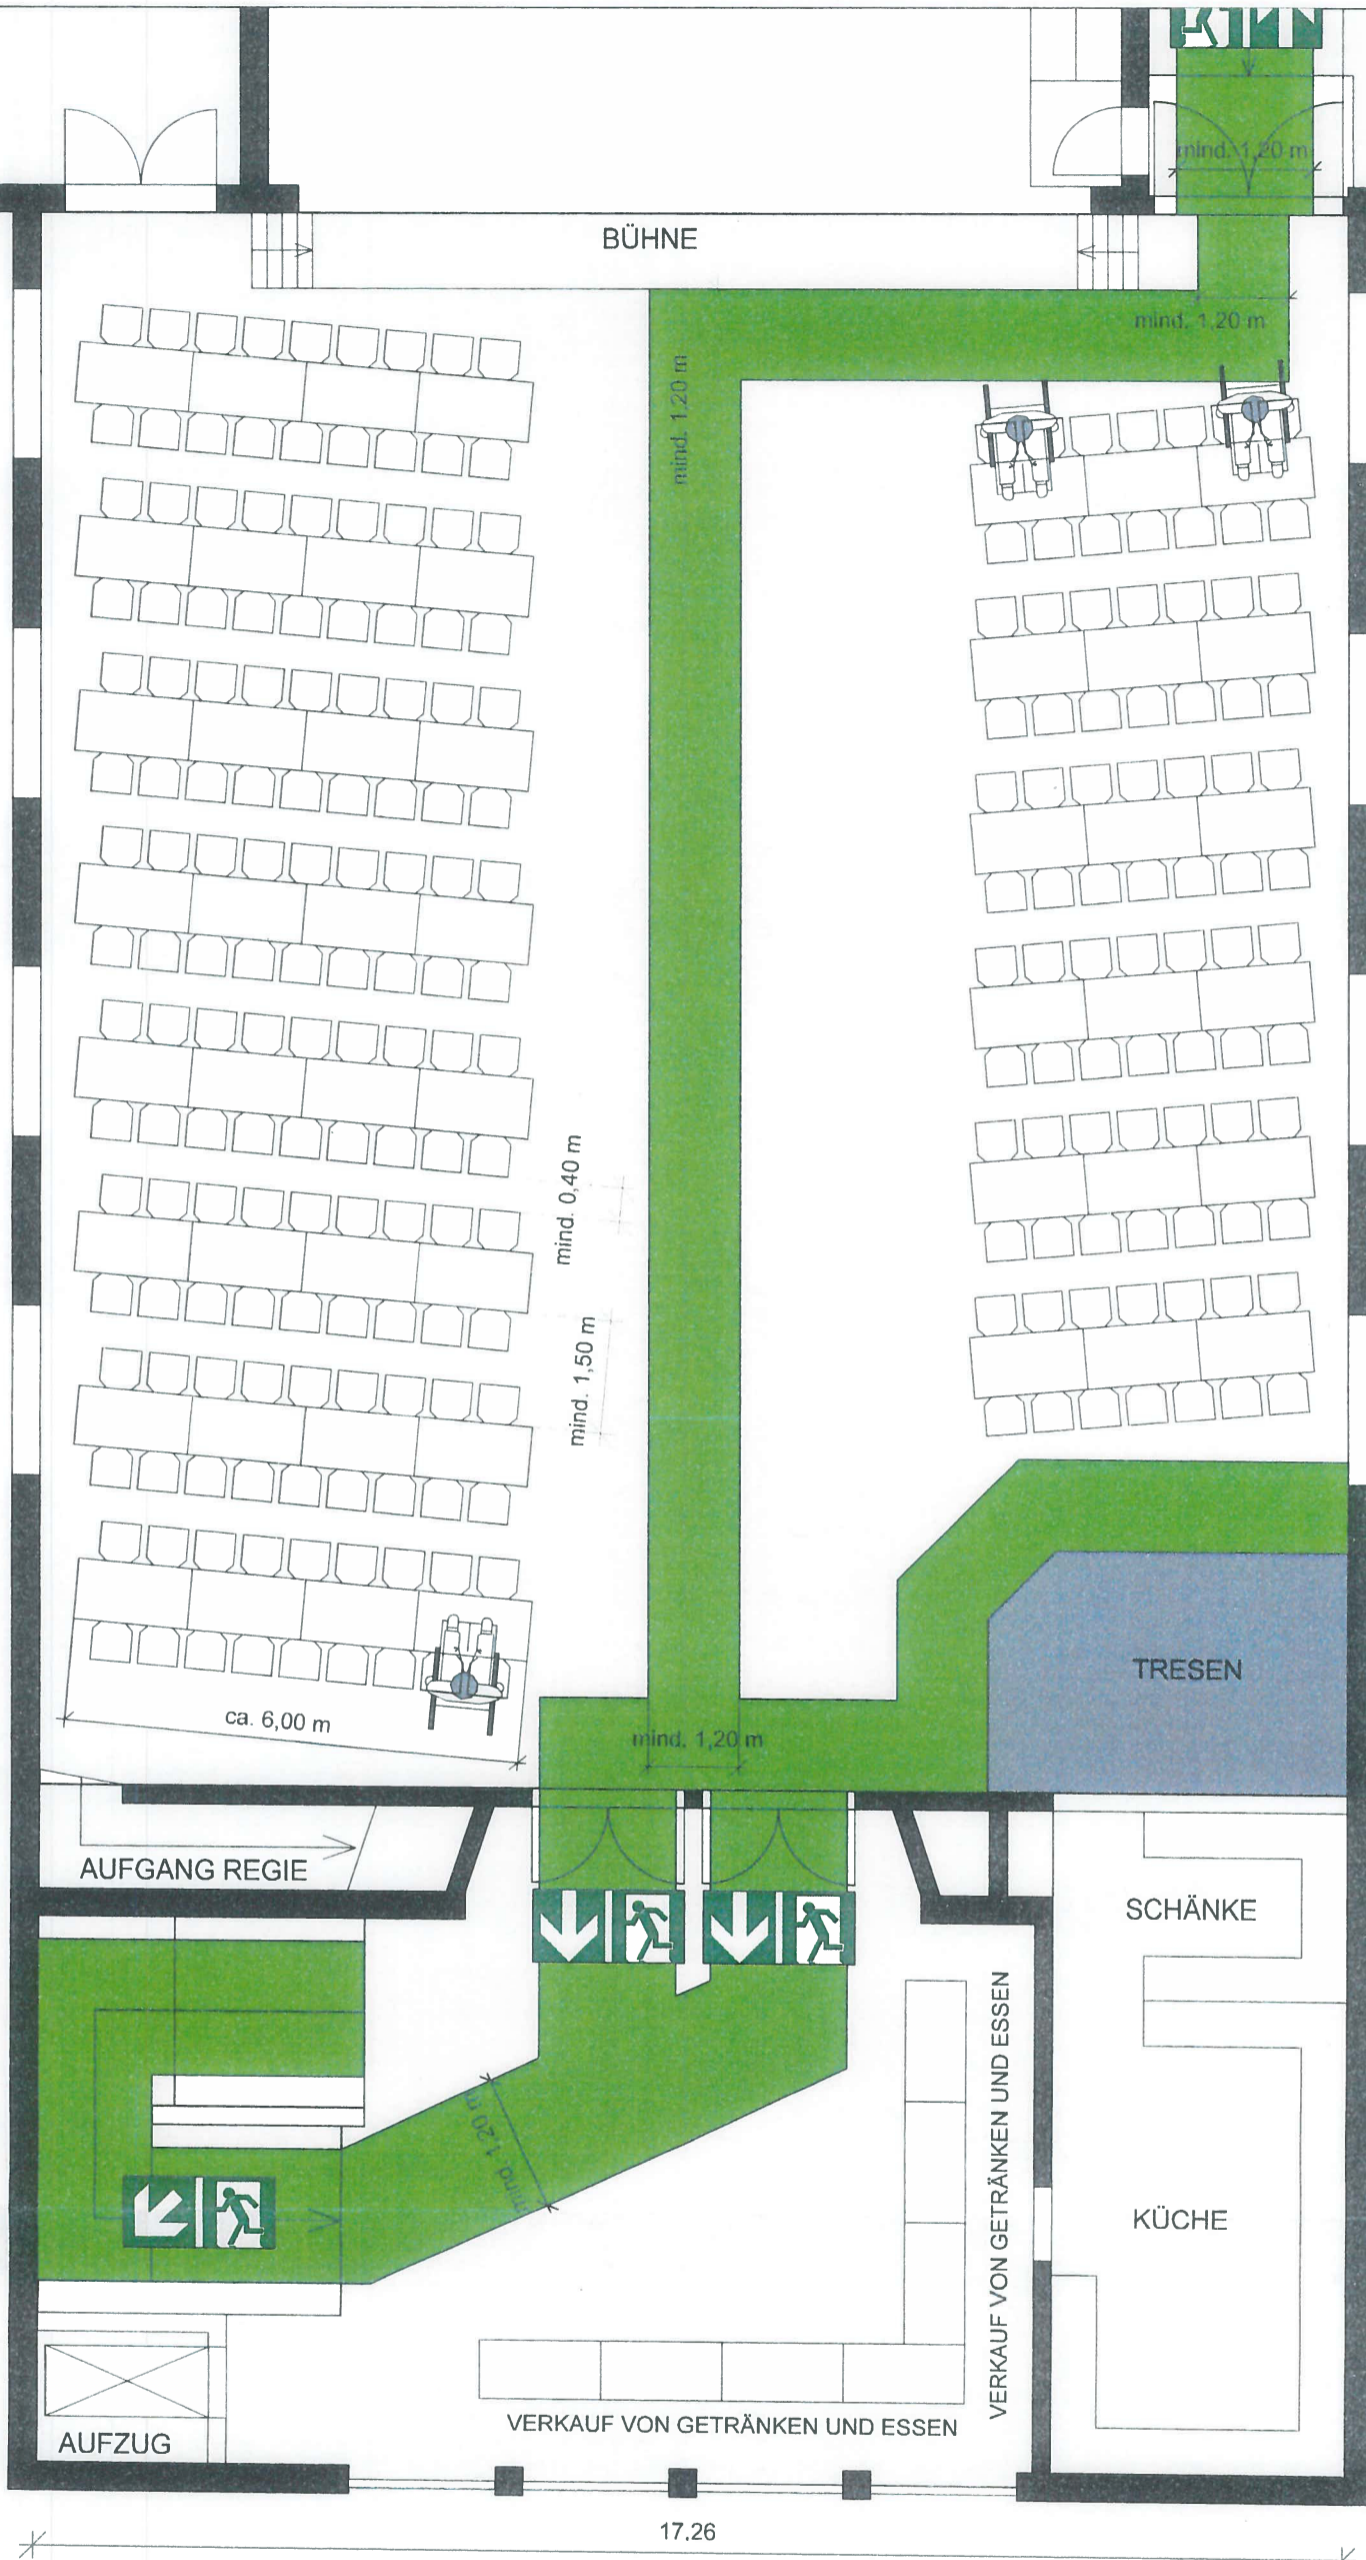 mind. 1,20 m
BÜHNE
mind. 1,20 m
mind. 1,20 m
mind. 0,40 m
mind. 1,50 m
TRESEN
ca. 6,00 m
mind. 1,20 m
AUFGANG REGIE
SCHÄNKE
mind. 1,20 m
VERKAUF VON GETRÄNKEN UND ESSEN
KÜCHE
VERKAUF VON GETRÄNKEN UND ESSEN
AUFZUG
17,26